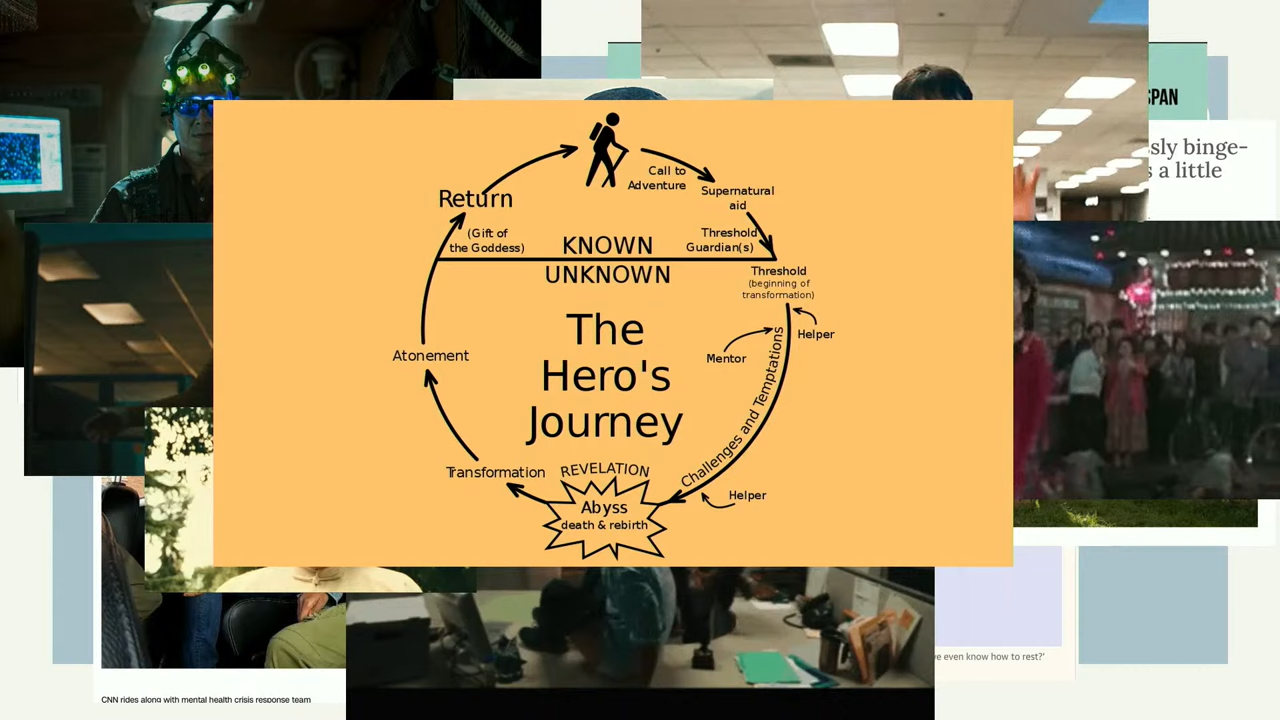 SPAN
sly binge-
s a little
Call to
Adventure
Supernatural
aid
Return
(Gift of
the Goddess)
KNOWN
Threshold
Guardian(s)
UNKNOWN
Threshold
(beginning of
transformation)
Helper
Mentor
The
Hero's
Journey
Challenges and Temptations
Atonement
Transformation
REVELATION
Abyss
death & rebirth
Helper
e even know how to rest?'
CNN rides along with mental health crisis response team